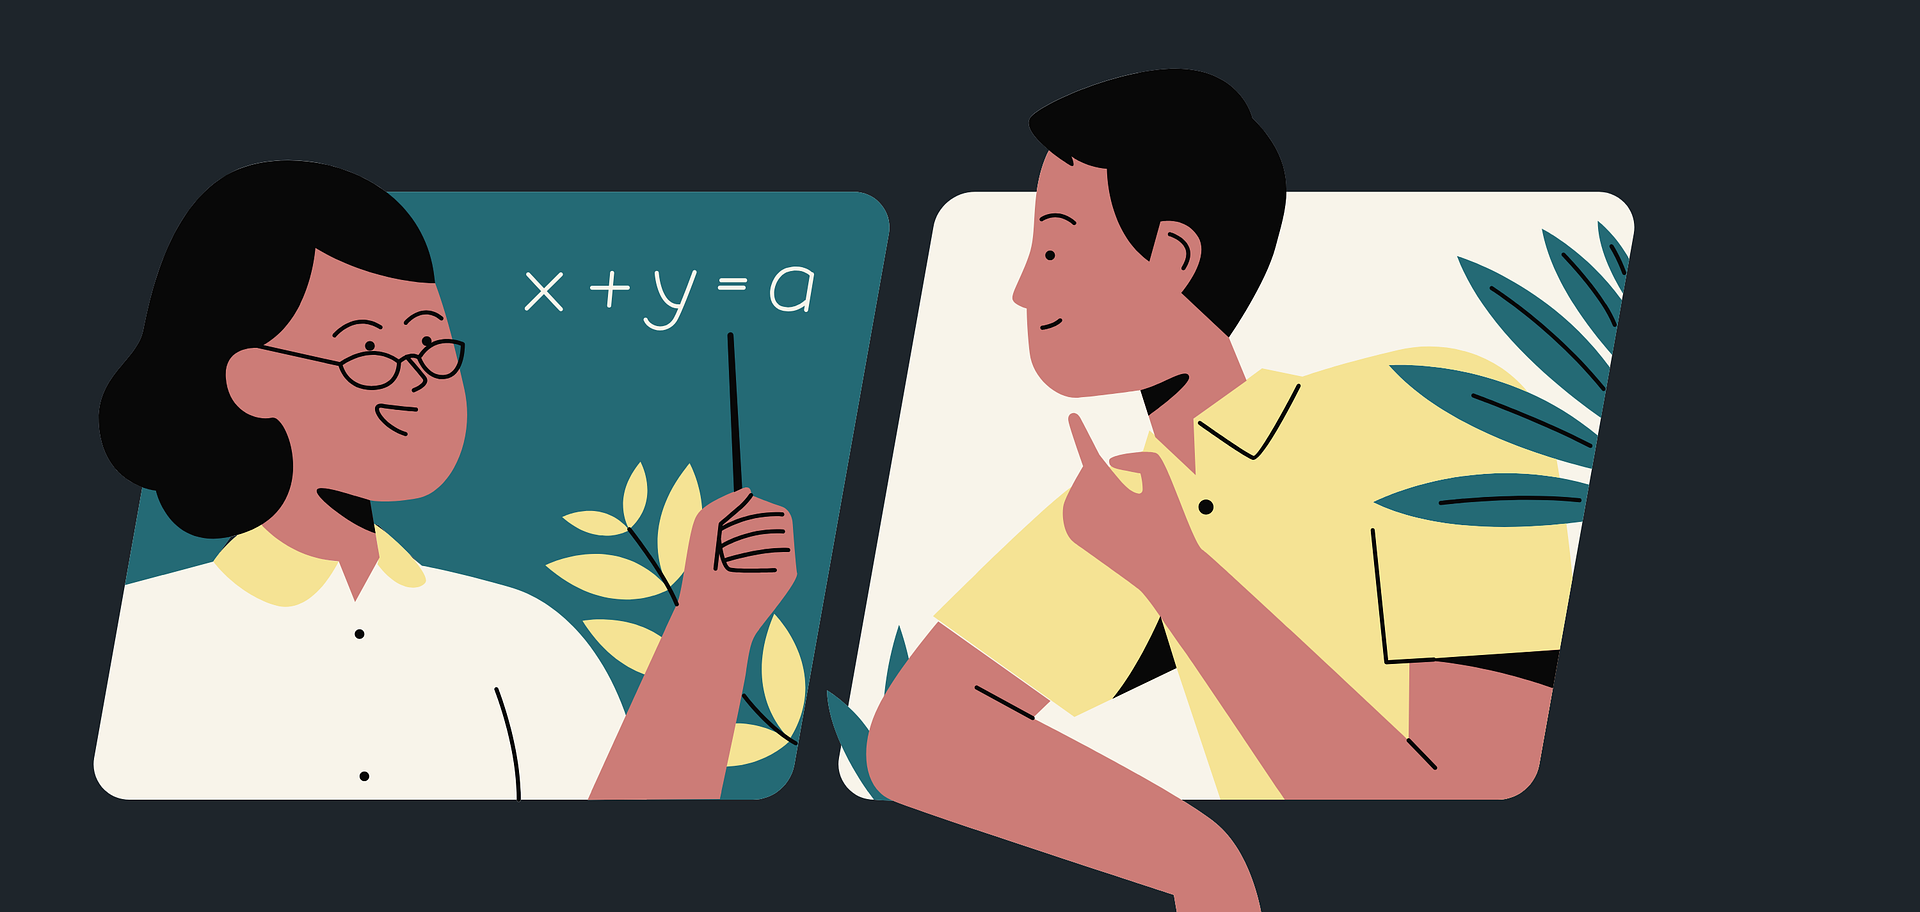 x + y = a